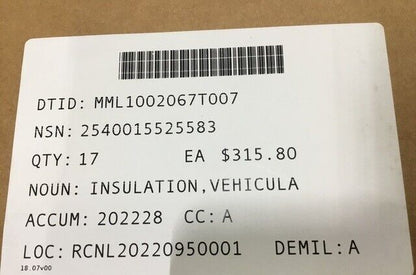 DTID: MML1002067T007
NSN: 2540015525583
QTY: 17 EA $315.80
NOUN: INSULATION,VEHICULA
ACCUM: 202228 CC: A
LOC: RCNL20220950001 DEMIL: A
18.07v00